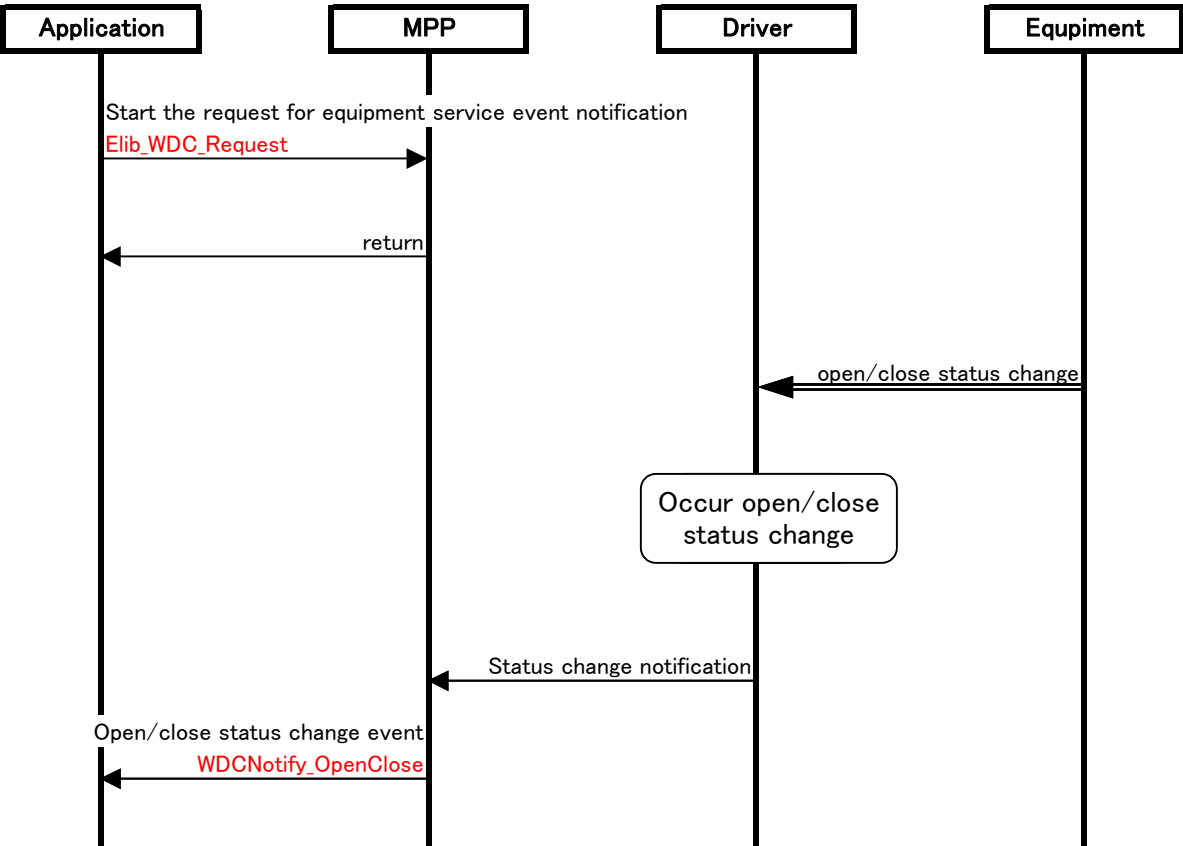 Application
MPP
Driver
Equpiment
Start the request for equipment service event notification
Elib_WDC_Request
return
open/close status change
Occur open/close
status change
Status change notification
Open/close status change event
WDCNotify_OpenClose